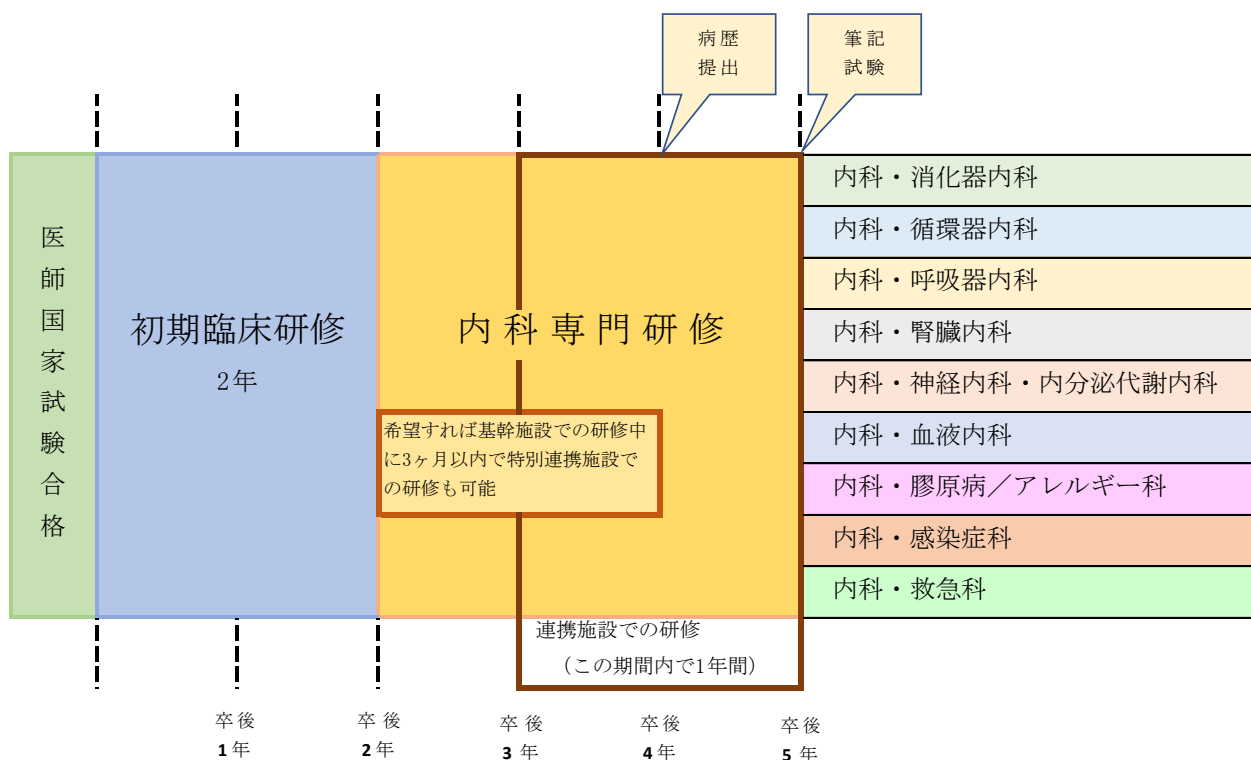 病歴
提出
筆記
試験
医師国家試験合格
初期臨床研修
2年
内科専門研修
希望すれば基幹施設での研修中
に3ヶ月以内で特別連携施設で
の研修も可能
内科・消化器内科
内科・循環器内科
内科・呼吸器内科
内科・腎臓内科
内科・神経内科・内分泌代謝内科
内科・血液内科
内科・膠原病／アレルギー科
内科・感染症科
内科・救急科
連携施設での研修
（この期間内で1年間）
卒後
1年
卒後
2年
卒後
3年
卒後
4年
卒後
5年